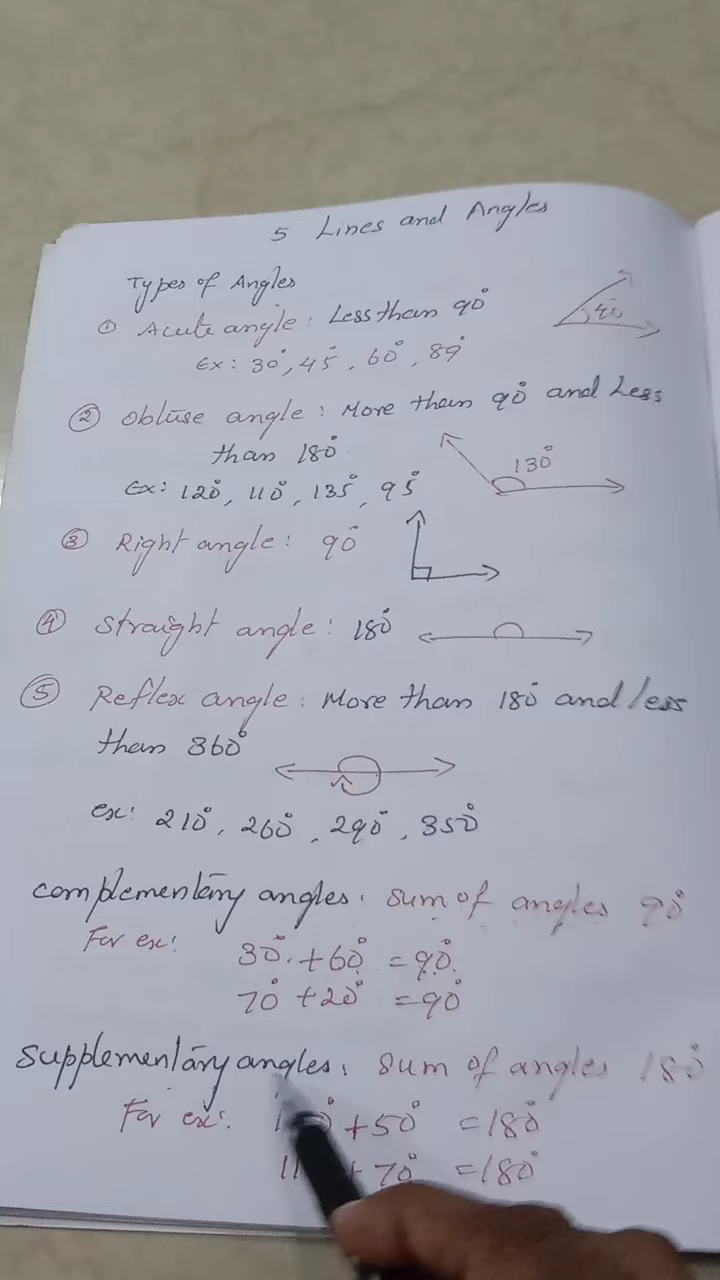 5 Lines and Angles
Types of Angles
① Acute angle: Less than 90°
40
Ex: 30°, 45°, 60°, 89°
② Obtuse angle: More than 90° and Less
than 180°
130°
Ex: 120°, 110°, 135°, 95°
③ Right angle: 90°
④ Straight angle: 180°
⑤ Reflex angle: More than 180° and less
than 360°
ex: 210°, 260°, 290°, 350°
Complementary angles: Sum of angles 90°
For ex: 30° + 60° = 90°
70° + 20° = 90°
Supplementary angles: Sum of angles 180°
For ex: + 50° = 180°
+ 70° = 180°